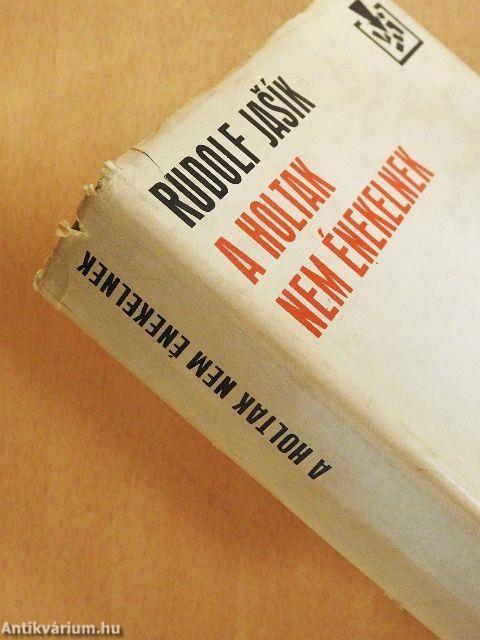 RUDOLF JAŠÍK
A HOLTAK
NEM ÉNEKELNEK
A HOLTAK NEM ÉNEKELNEK
Antikvárium.hu